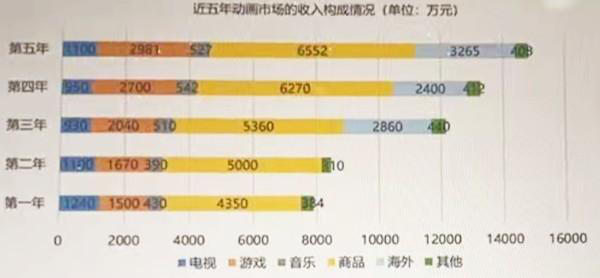 近五年动画市场的收入构成情况（单位：万元）
第五年 1100 2981 527 6552 3265 408
第四年 950 2700 542 6270 2400 412
第三年 930 2040 510 5360 2860 440
第二年 1100 1670 390 5000 310
第一年 1240 1500 430 4350 384
0 2000 4000 6000 8000 10000 12000 14000 16000
电视 游戏 音乐 商品 海外 其他